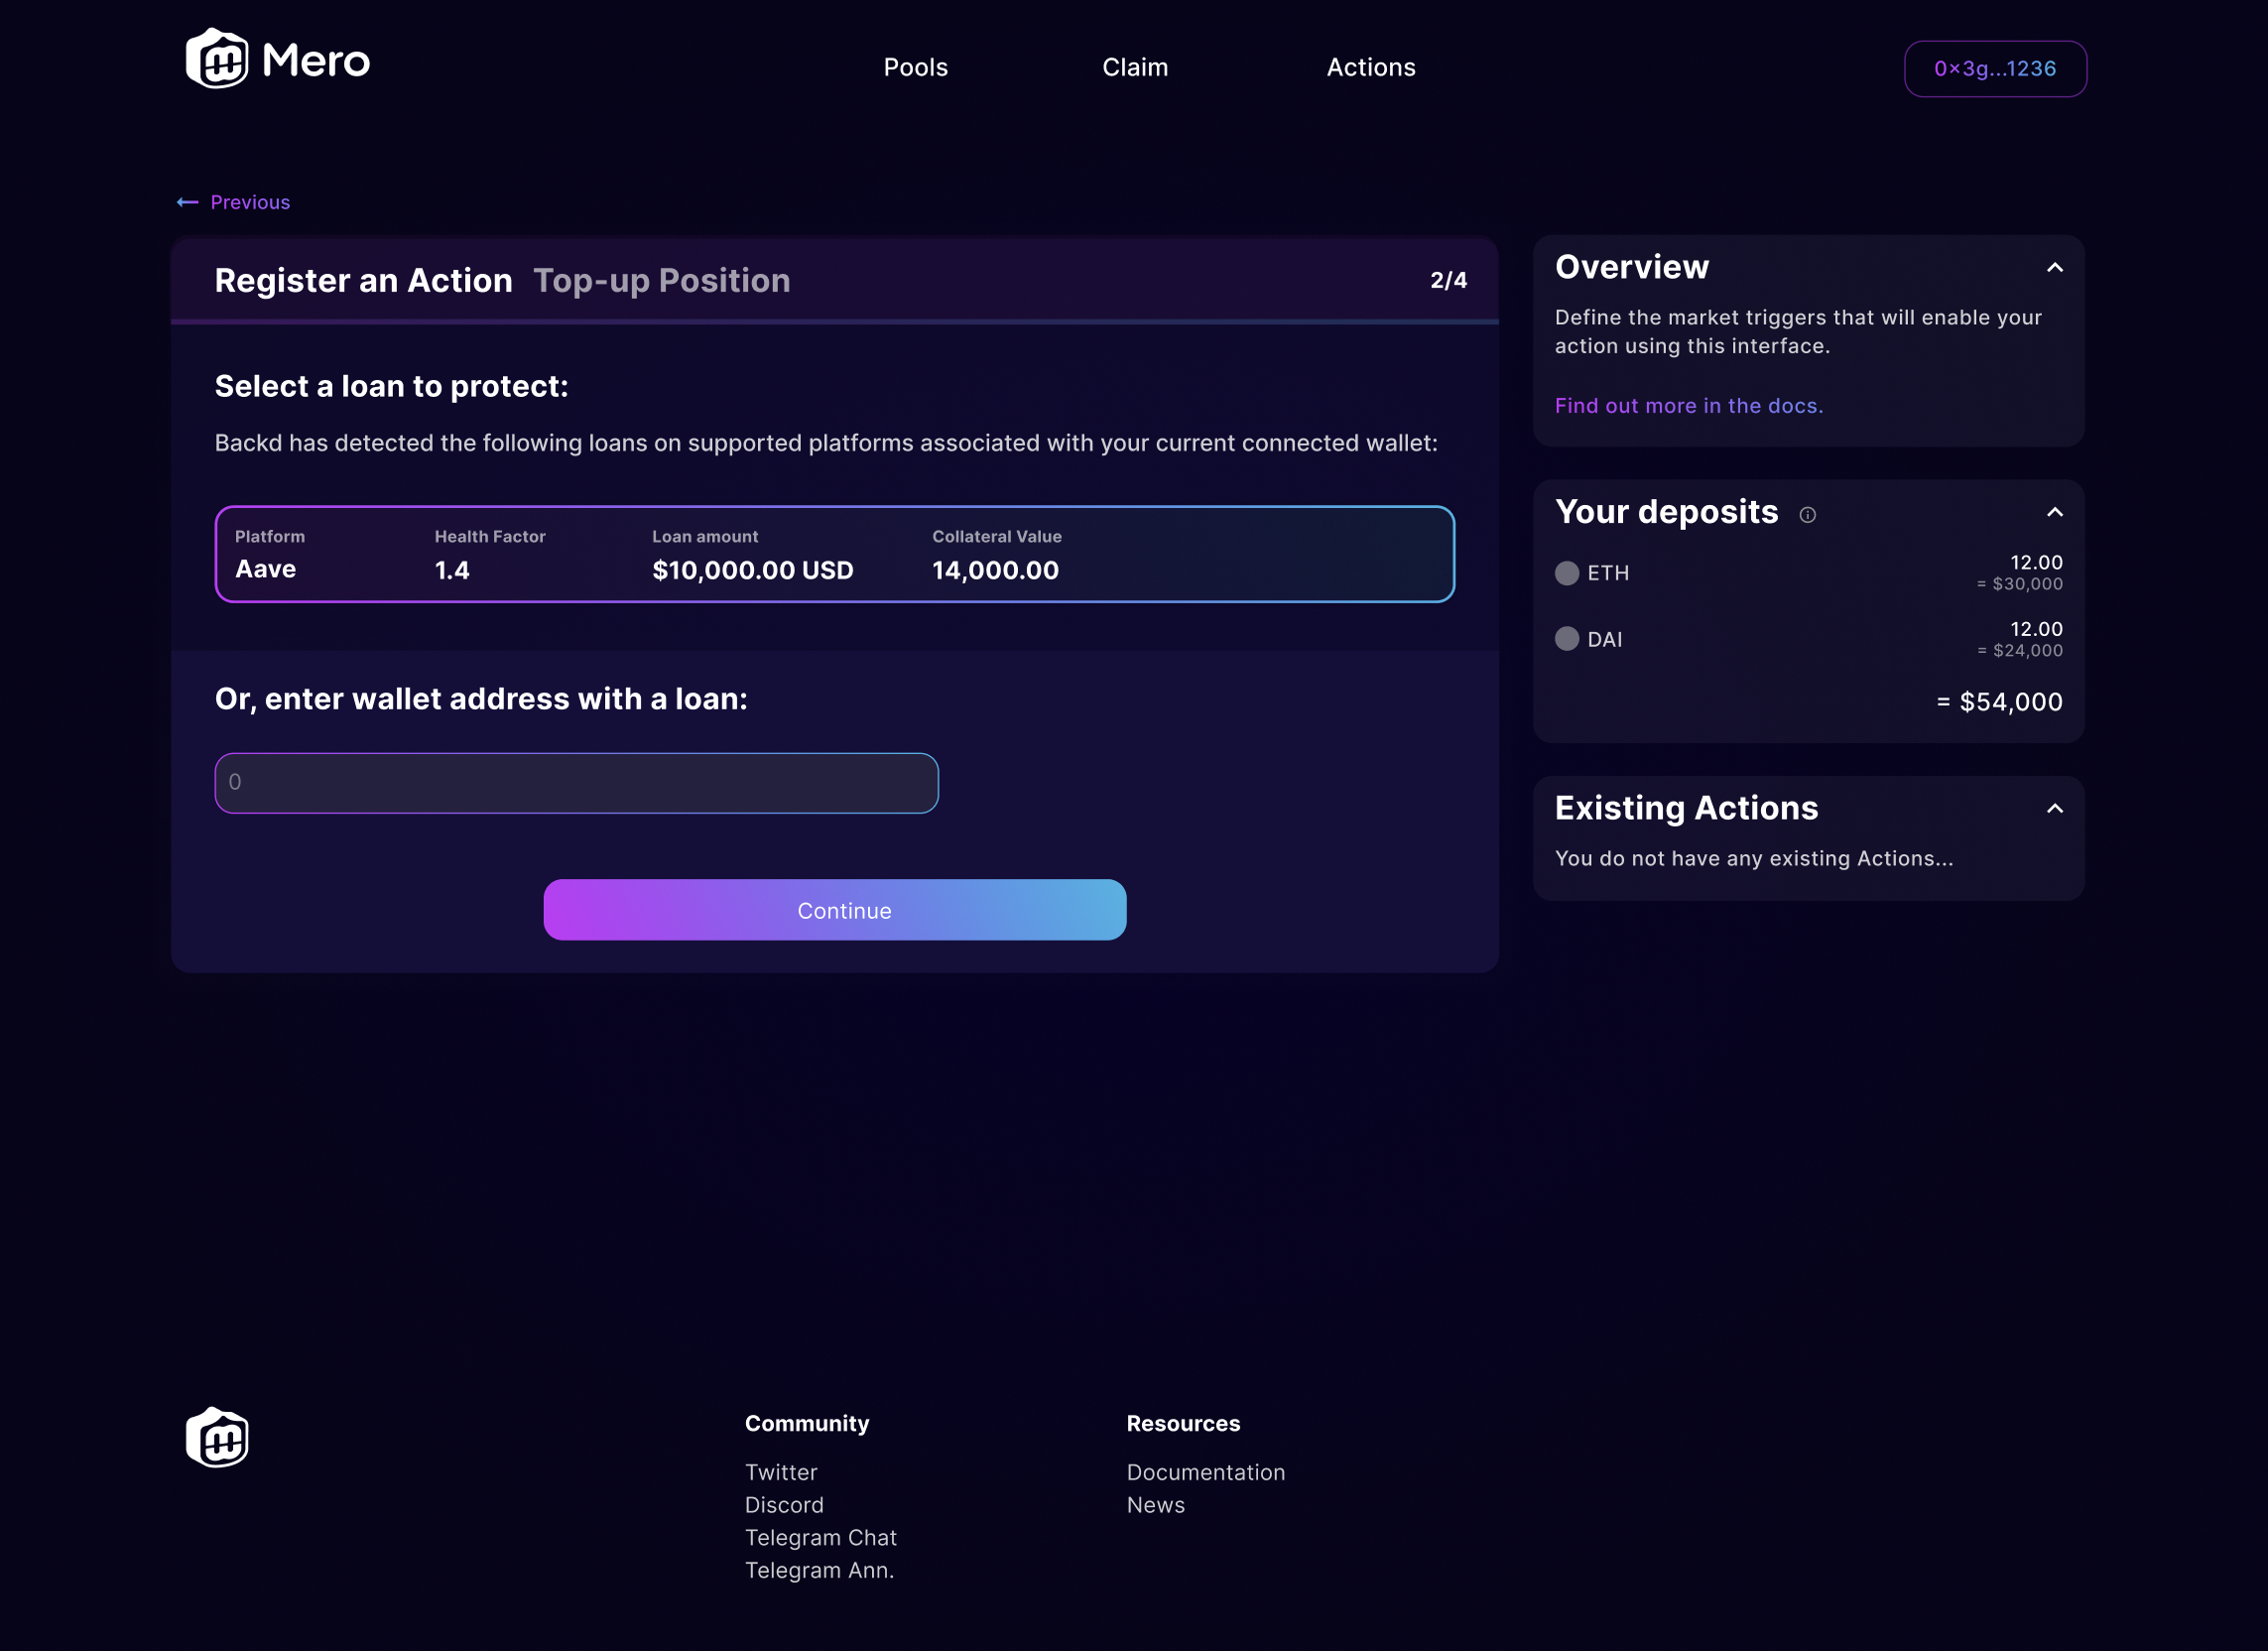 Mero
Pools
Claim
Actions
0x3g...1236
Previous
Register an Action Top-up Position
2/4
Select a loan to protect:
Backd has detected the following loans on supported platforms associated with your current connected wallet:
Platform
Health Factor
Loan amount
Collateral Value
Aave
1.4
$10,000.00 USD
14,000.00
Or, enter wallet address with a loan:
0
Continue
Overview
Define the market triggers that will enable your
action using this interface.
Find out more in the docs.
Your deposits
ETH
12.00
= $30,000
DAI
12.00
= $24,000
= $54,000
Existing Actions
You do not have any existing Actions...
Community
Twitter
Discord
Telegram Chat
Telegram Ann.
Resources
Documentation
News